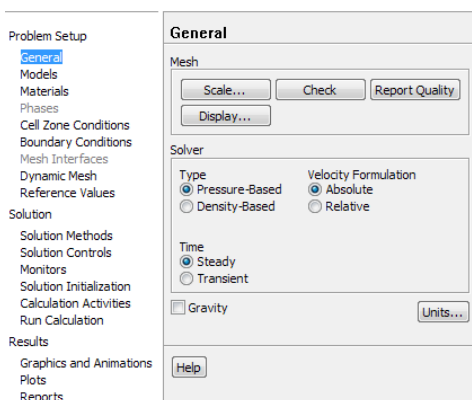 Problem Setup
General
Models
Materials
Phases
Cell Zone Conditions
Boundary Conditions
Mesh Interfaces
Dynamic Mesh
Reference Values
Solution
Solution Methods
Solution Controls
Monitors
Solution Initialization
Calculation Activities
Run Calculation
Results
Graphics and Animations
Plots
Reports
General
Mesh
Scale... Check Report Quality
Display...
Solver
Type Velocity Formulation
Pressure-Based Absolute
Density-Based Relative
Time
Steady
Transient
Gravity Units...
Help